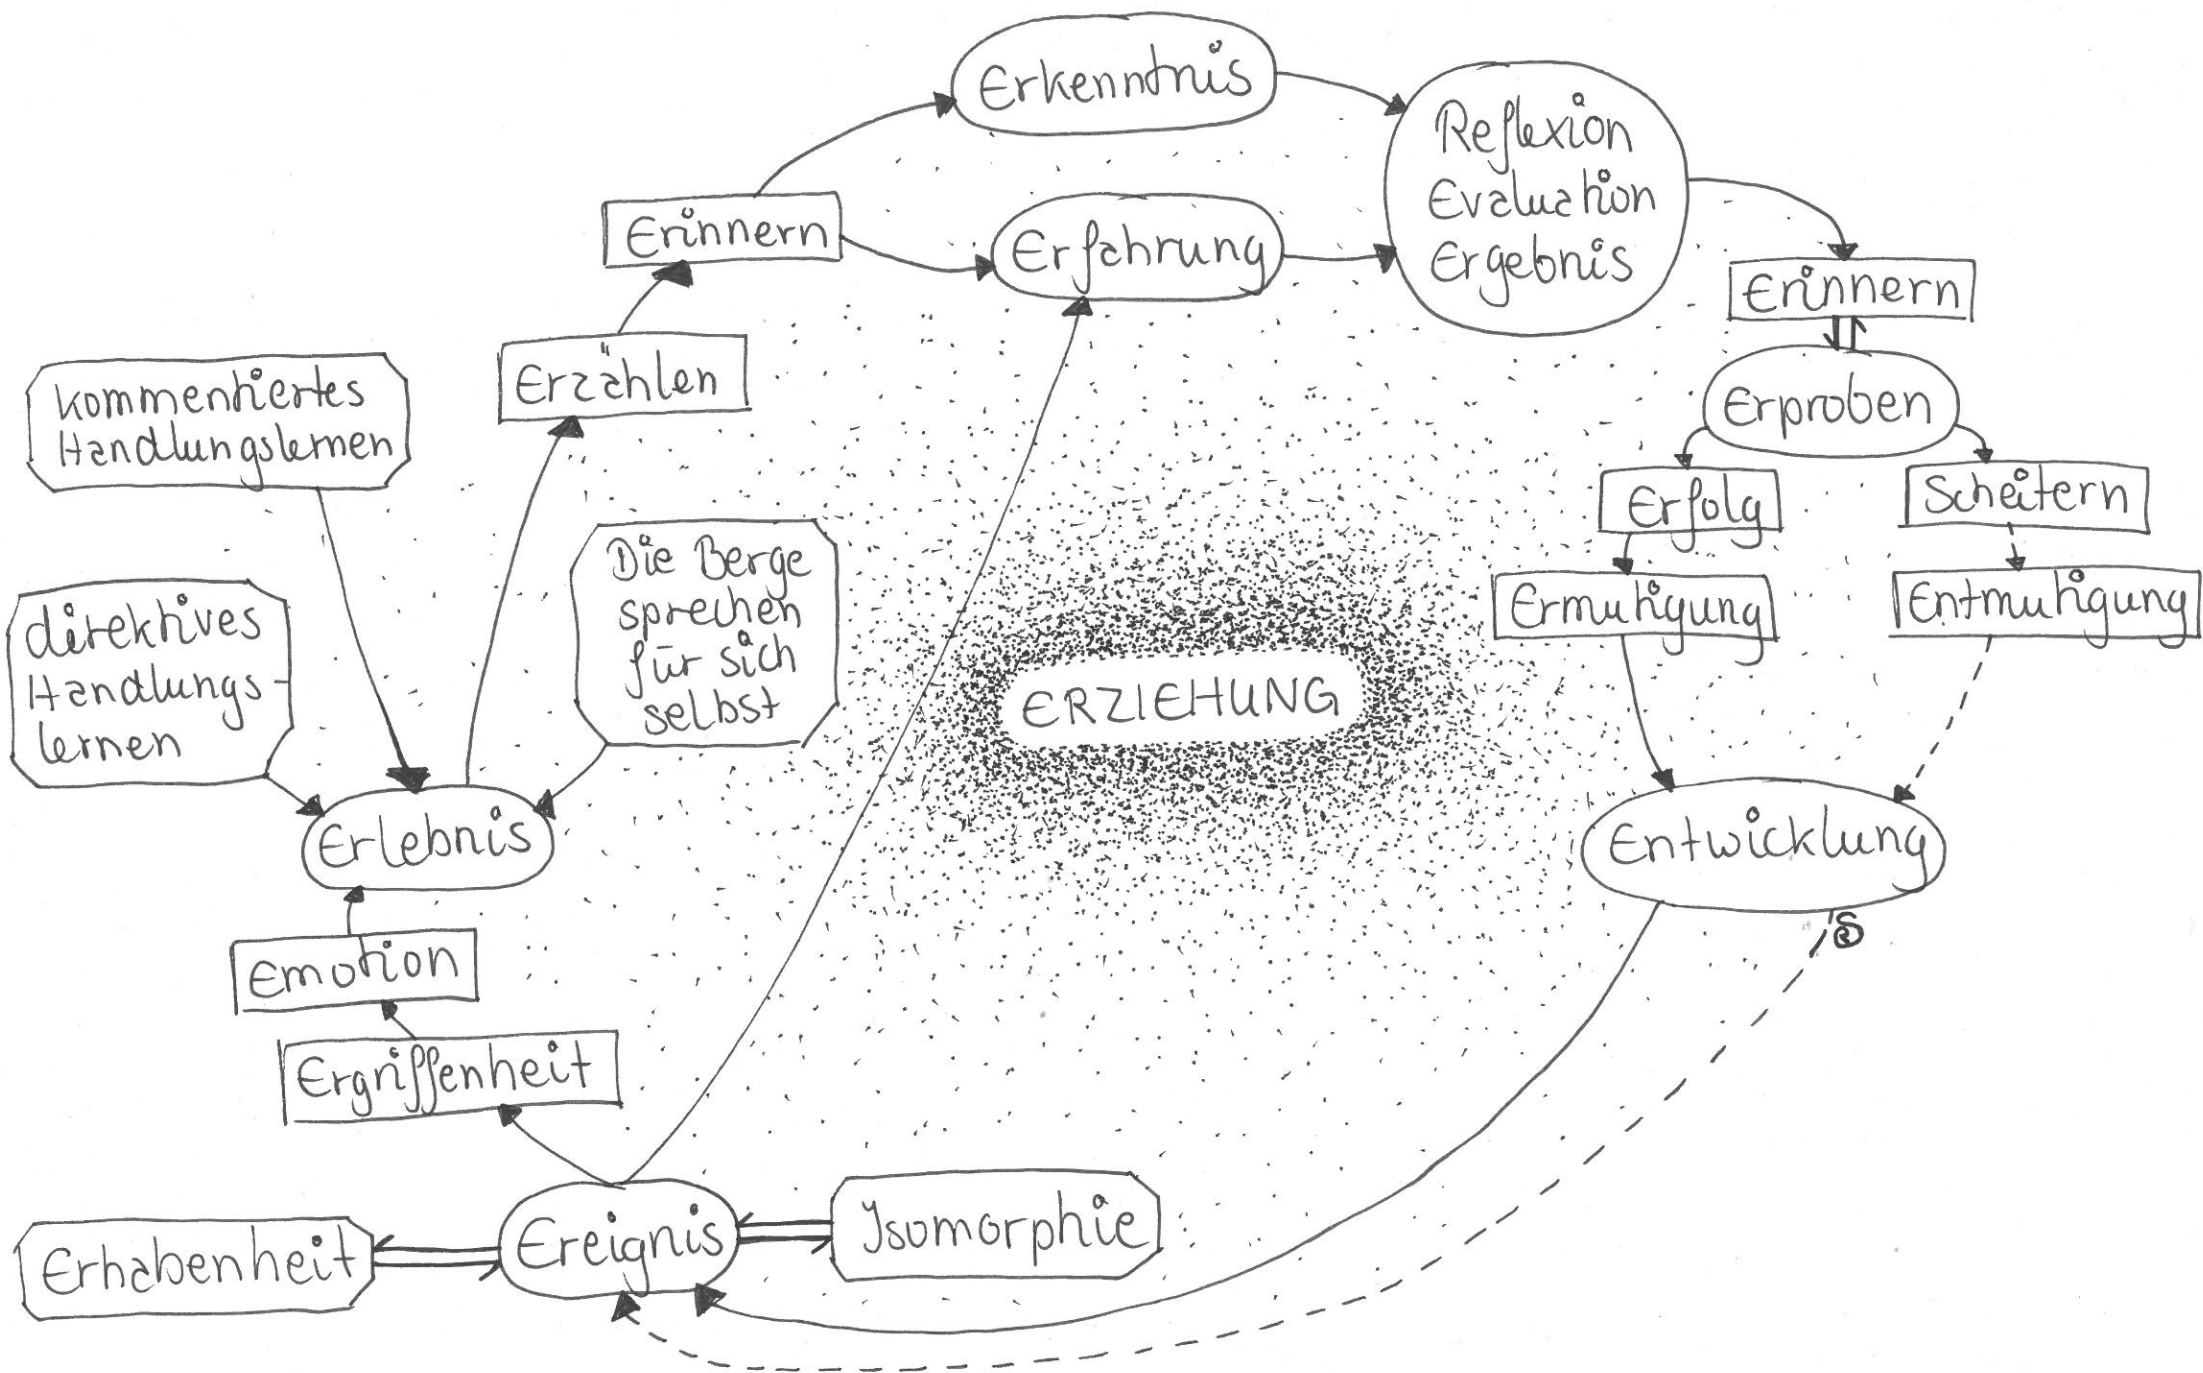 Erkenntnis
Reflexion
Evaluation
Ergebnis
Erinnern
Erfahrung
Erinnern
Erzählen
Erproben
kommentiertes
Handlungslernen
Erfolg
Scheitern
Die Berge
sprechen
für sich
selbst
direktives
Handlungs-
lernen
Ermutigung
Entmutigung
ERZIEHUNG
Erlebnis
Entwicklung
Emotion
Ergriffenheit
Ereignis
Isomorphie
Erhabenheit